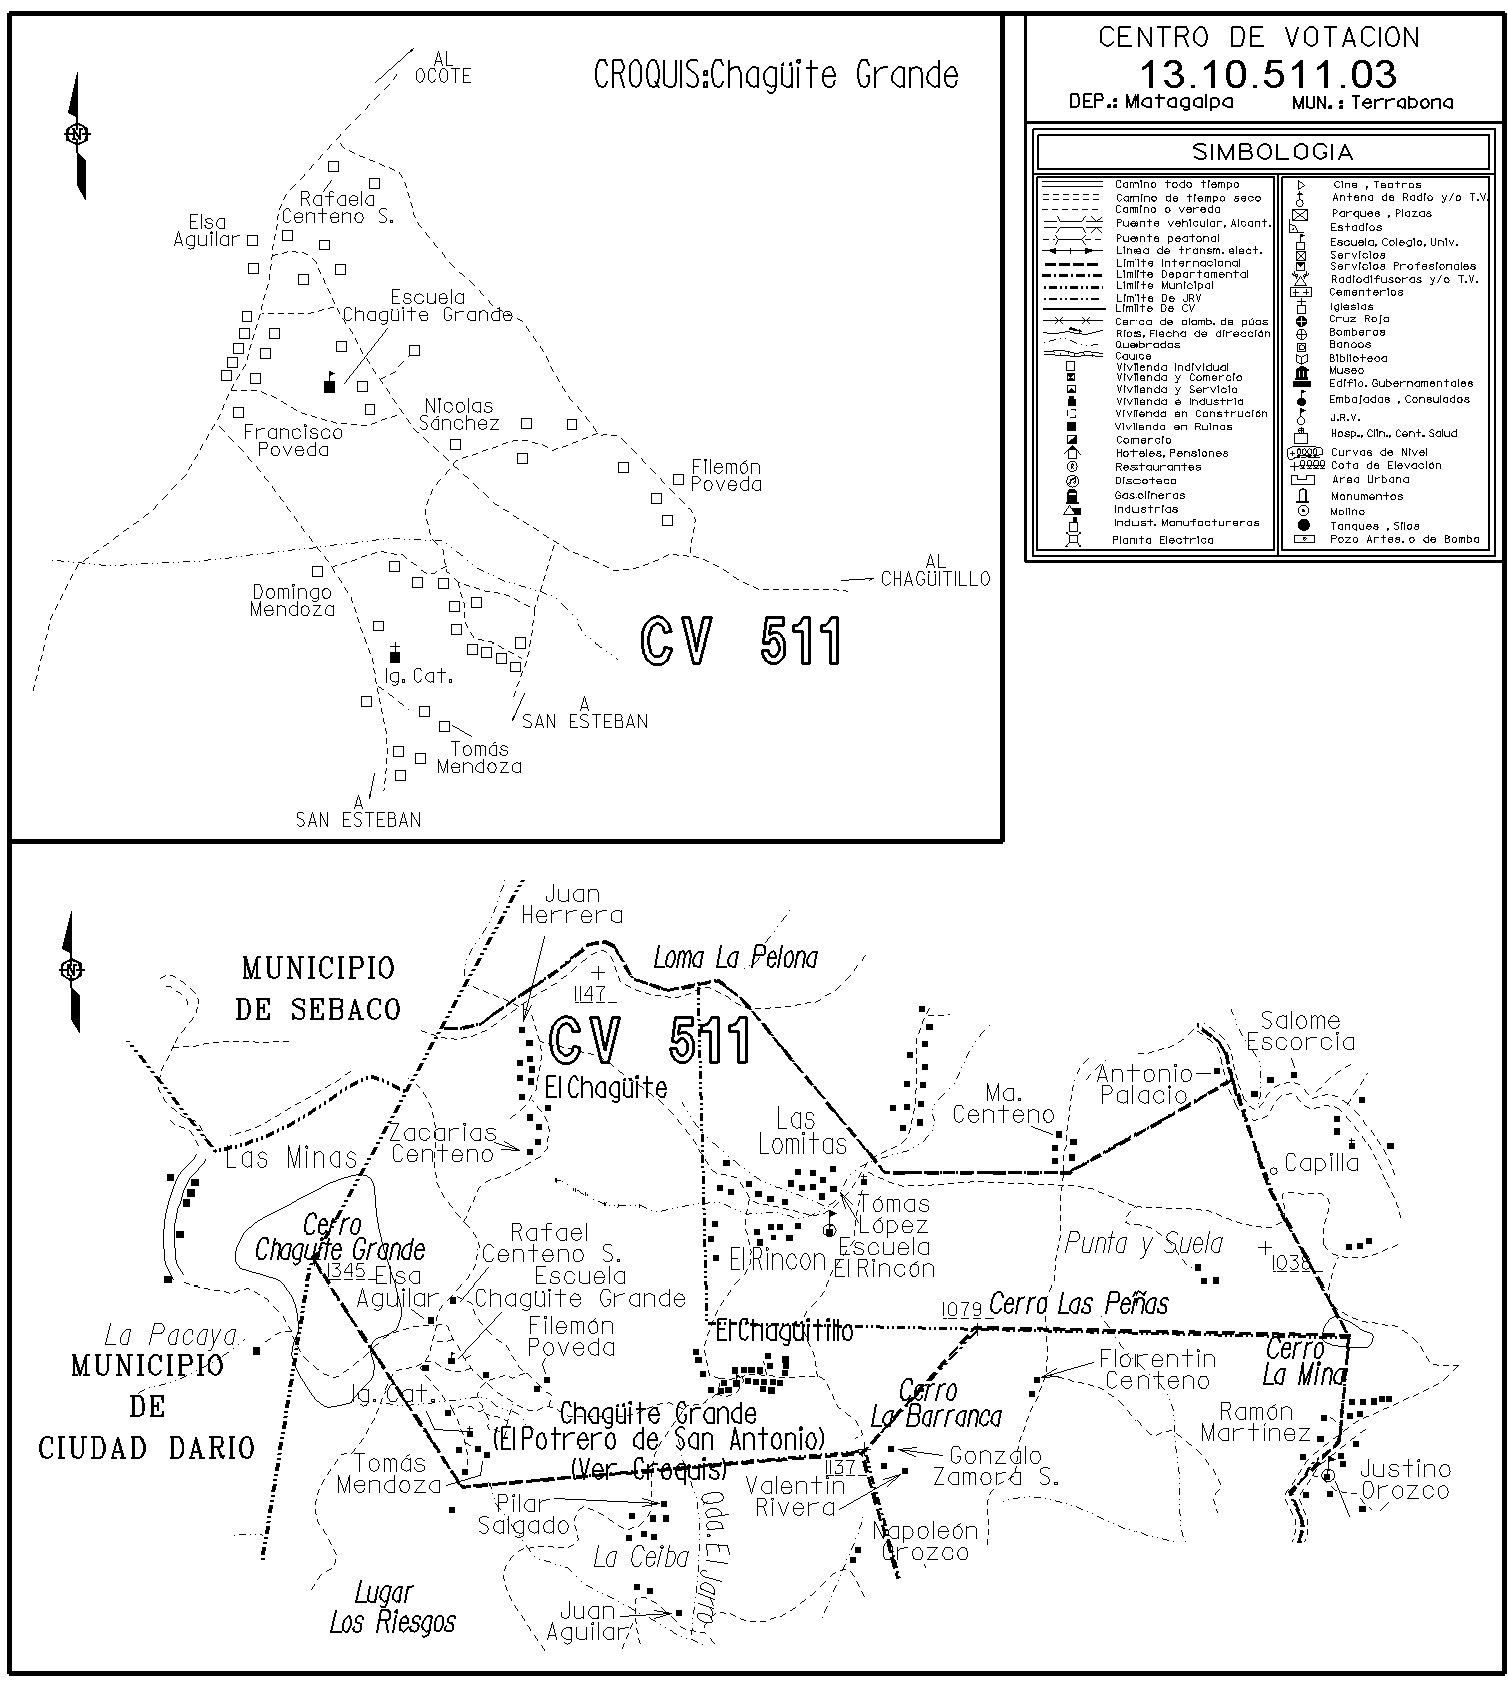 CROQUIS:Chagüite Grande
AL
OCOTE
N
Rafaela
Centeno S.
Elsa
Aguilar
Escuela
Chagüite Grande
Nicolas
Sánchez
Francisco
Poveda
Filemón
Poveda
AL
CHAGÜITILLO
Domingo
Mendoza
CV 511
Ig. Cat.
A
SAN ESTEBAN
Tomás
Mendoza
A
SAN ESTEBAN
CENTRO DE VOTACION
13.10.511.03
DEP.: Matagalpa MUN.: Terrabona
SIMBOLOGIA
Camino todo tiempo
Camino de tiempo seco
Camino o vereda
Puente vehicular, Alcant.
Puente peatonal
Linea de transm. elect.
Limite Internacional
Limite Departamental
Limite Municipal
Limite De JRV
Limite De CV
Cerca de alamb. de púas
Rios, Flecha de dirección
Quebradas
Cauce
Vivienda Individual
Vivienda y Comercio
Vivienda y Servicio
Vivienda e Industria
Vivienda en Construción
Vivienda en Ruinas
Comercio
Hoteles, Pensiones
Restaurantes
Discoteca
Gasolineras
Industrias
Indust. Manufactureras
Planta Electrica
Cine , Teatros
Antena de Radio y/o T.V.
Parques , Plazas
Estadios
Escuela, Colegio, Univ.
Servicios
Servicios Profesionales
Radiodifusoras y/o T.V.
Cementerios
Iglesias
Cruz Roja
Bomberos
Bancos
Biblioteca
Museo
Edific. Gubernamentales
Embajadas , Consulados
J.R.V.
Hosp., Clin., Cent. Salud
Curvas de Nivel
Cota de Elevación
Area Urbana
Monumentos
Molino
Tanques , Silos
Pozo Artes. o de Bomba
Juan
Herrera
N
MUNICIPIO
DE SEBACO
Loma La Pelona
1147
CV 511
El Chagüite
Salome
Escorcia
Antonio
Palacio
Ma.
Centeno
Las
Lomitas
Zacarias
Centeno
Las Minas
Capilla
Tómas
López
Escuela
El Rincón
El Rincon
Cerro
Chaguite Grande
1345
Rafael
Centeno S.
Escuela
Chagüite Grande
Elsa
Aguilar
Punta y Suela
1038
1079
Cerro Las Peñas
La Pacaya
Filemón
Poveda
El Chagüitillo
MUNICIPIO
DE
CIUDAD DARIO
Cerro
La Mina
Florentin
Centeno
Cerro
La Barranca
Ig. Cat.
Chagüite Grande
(El Potrero de San Antonio)
(Ver Croquis)
Ramón
Martinez
Tomás
Mendoza
1137
Gonzalo
Zamora S.
Valentin
Rivera
Justino
Orozco
Pilar
Salgado
Qda. El Jarro
Napoleón
Orozco
La Ceiba
Lugar
Los Riesgos
Juan
Aguilar